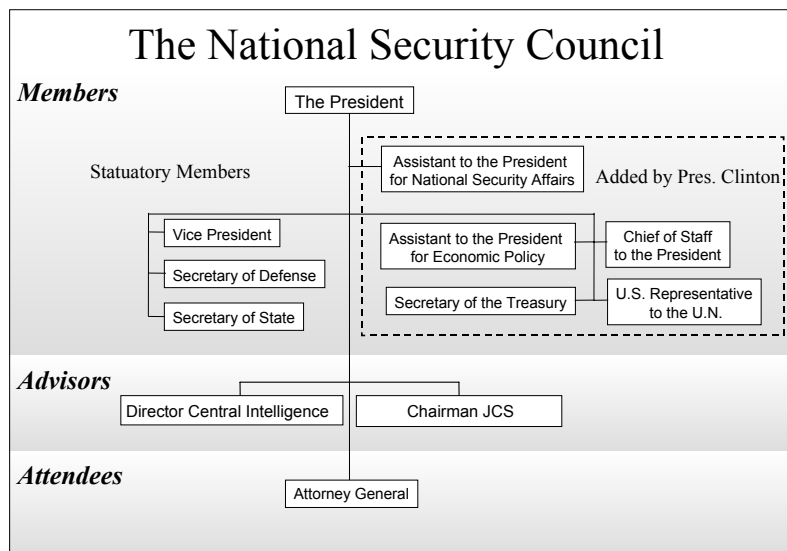 The National Security Council
Members
The President
Statuatory Members
Assistant to the President
for National Security Affairs
Added by Pres. Clinton
Vice President
Secretary of Defense
Secretary of State
Assistant to the President
for Economic Policy
Chief of Staff
to the President
Secretary of the Treasury
U.S. Representative
to the U.N.
Advisors
Director Central Intelligence
Chairman JCS
Attendees
Attorney General